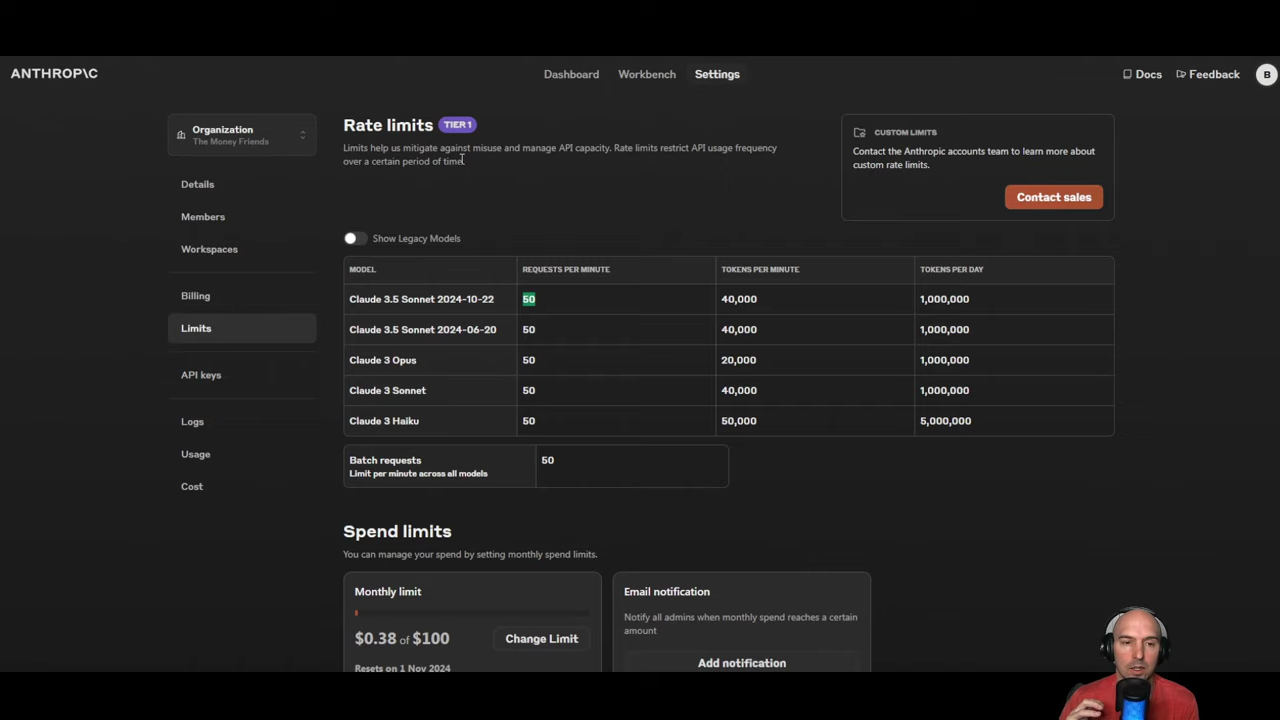 ANTHROP\C
Dashboard Workbench Settings
Docs Feedback B
Organization
The Money Friends
Details
Members
Workspaces
Billing
Limits
API keys
Logs
Usage
Cost
Rate limits TIER 1
Limits help us mitigate against misuse and manage API capacity. Rate limits restrict API usage frequency
over a certain period of time.
CUSTOM LIMITS
Contact the Anthropic accounts team to learn more about
custom rate limits.
Contact sales
Show Legacy Models
MODEL REQUESTS PER MINUTE TOKENS PER MINUTE TOKENS PER DAY
Claude 3.5 Sonnet 2024-10-22 50 40,000 1,000,000
Claude 3.5 Sonnet 2024-06-20 50 40,000 1,000,000
Claude 3 Opus 50 20,000 1,000,000
Claude 3 Sonnet 50 40,000 1,000,000
Claude 3 Haiku 50 50,000 5,000,000
Batch requests 50
Limit per minute across all models
Spend limits
You can manage your spend by setting monthly spend limits.
Monthly limit
$0.38 of $100
Change Limit
Resets on 1 Nov 2024
Email notification
Notify all admins when monthly spend reaches a certain
amount
Add notification